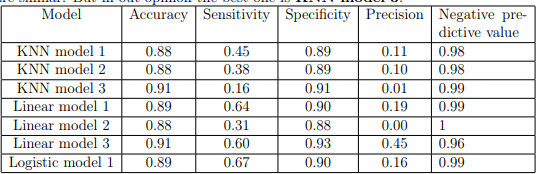 are similar. But in out opinion the best one is KNN model 3.
Model Accuracy Sensitivity Specificity Precision Negative pre-
dictive value
KNN model 1 0.88 0.45 0.89 0.11 0.98
KNN model 2 0.88 0.38 0.89 0.10 0.98
KNN model 3 0.91 0.16 0.91 0.01 0.99
Linear model 1 0.89 0.64 0.90 0.19 0.99
Linear model 2 0.88 0.31 0.88 0.00 1
Linear model 3 0.91 0.60 0.93 0.45 0.96
Logistic model 1 0.89 0.67 0.90 0.16 0.99